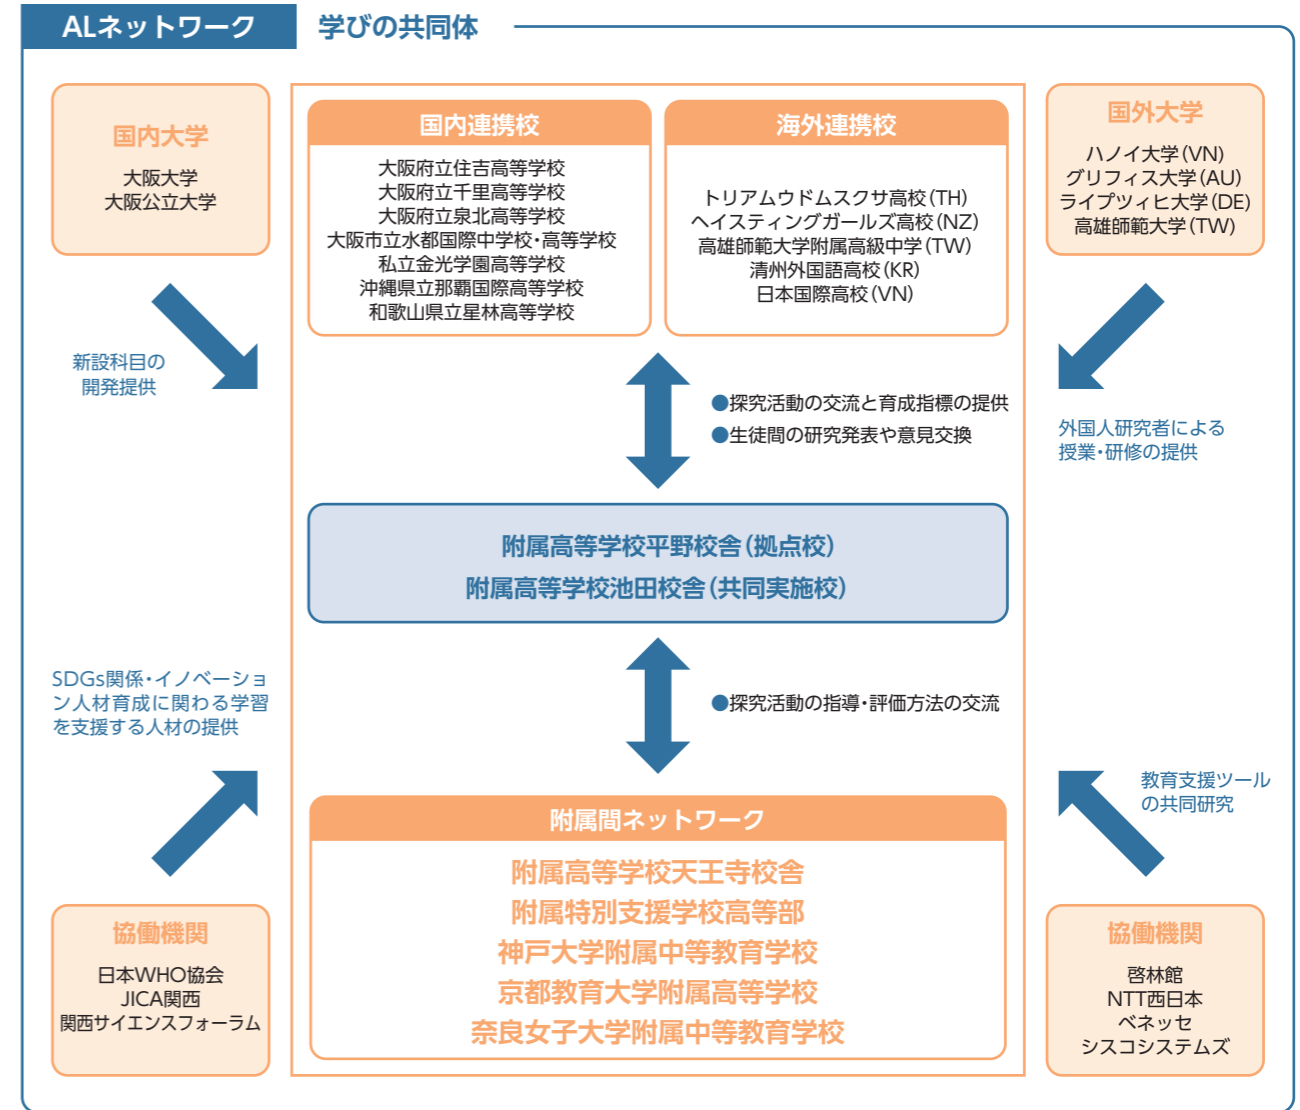 ALネットワーク 学びの共同体
国内大学
大阪大学
大阪公立大学
新設科目の
開発提供
国内連携校
大阪府立住吉高等学校
大阪府立千里高等学校
大阪府立泉北高等学校
大阪市立水都国際中学校・高等学校
私立金光学園高等学校
沖縄県立那覇国際高等学校
和歌山県立星林高等学校
海外連携校
トリアムウドムスクサ高校(TH)
ヘイスティングガールズ高校(NZ)
高雄師範大学附属高級中学(TW)
清州外国語高校(KR)
日本国際高校(VN)
国外大学
ハノイ大学(VN)
グリフィス大学(AU)
ライプツィヒ大学(DE)
高雄師範大学(TW)
外国人研究者による
授業・研修の提供
●探究活動の交流と育成指標の提供
●生徒間の研究発表や意見交換
附属高等学校平野校舎(拠点校)
附属高等学校池田校舎(共同実施校)
●探究活動の指導・評価方法の交流
SDGs関係・イノベーショ
ン人材育成に関わる学習
を支援する人材の提供
協働機関
日本WHO協会
JICA関西
関西サイエンスフォーラム
附属間ネットワーク
附属高等学校天王寺校舎
附属特別支援学校高等部
神戸大学附属中等教育学校
京都教育大学附属高等学校
奈良女子大学附属中等教育学校
教育支援ツール
の共同研究
協働機関
啓林館
NTT西日本
ベネッセ
シスコシステムズ